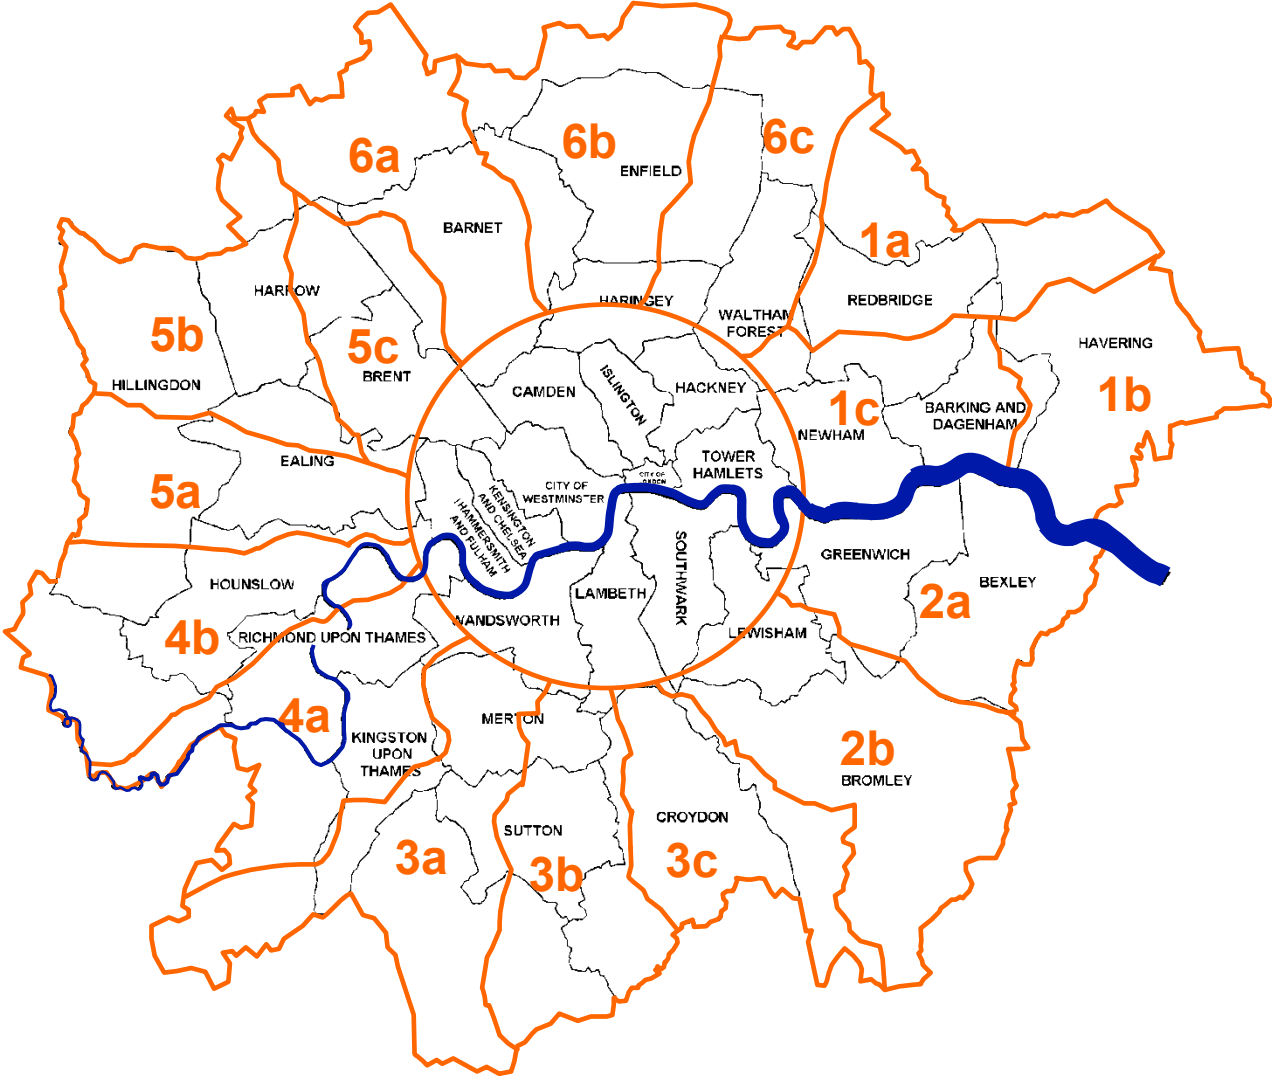 6a
6b
6c
ENFIELD
BARNET
1a
HARROW
HARINGEY
REDBRIDGE
WALTHAM
FOREST
5b
5c
HAVERING
HILLINGDON
BRENT
CAMDEN
ISLINGTON
HACKNEY
1c
1b
BARKING AND
DAGENHAM
NEWHAM
EALING
TOWER
HAMLETS
5a
CITY OF
LONDON
CITY OF
WESTMINSTER
KENSINGTON
AND CHELSEA
HAMMERSMITH
AND FULHAM
SOUTHWARK
GREENWICH
HOUNSLOW
BEXLEY
LAMBETH
2a
WANDSWORTH
LEWISHAM
4b
RICHMOND UPON THAMES
4a
MERTON
KINGSTON
UPON
THAMES
2b
BROMLEY
CROYDON
SUTTON
3a
3b
3c